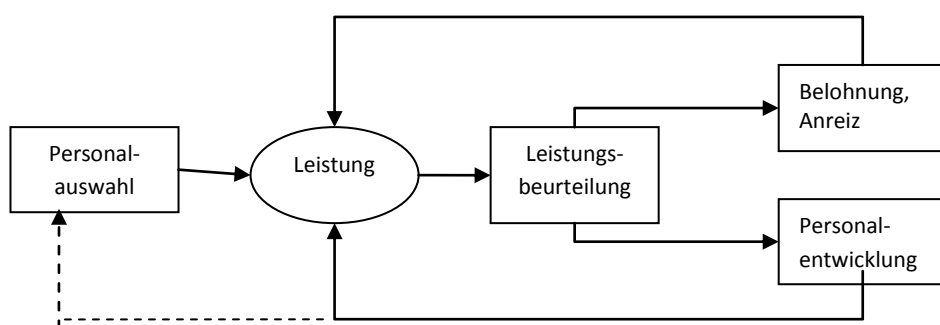 Personal-
auswahl
Leistung
Leistungs-
beurteilung
Belohnung,
Anreiz
Personal-
entwicklung